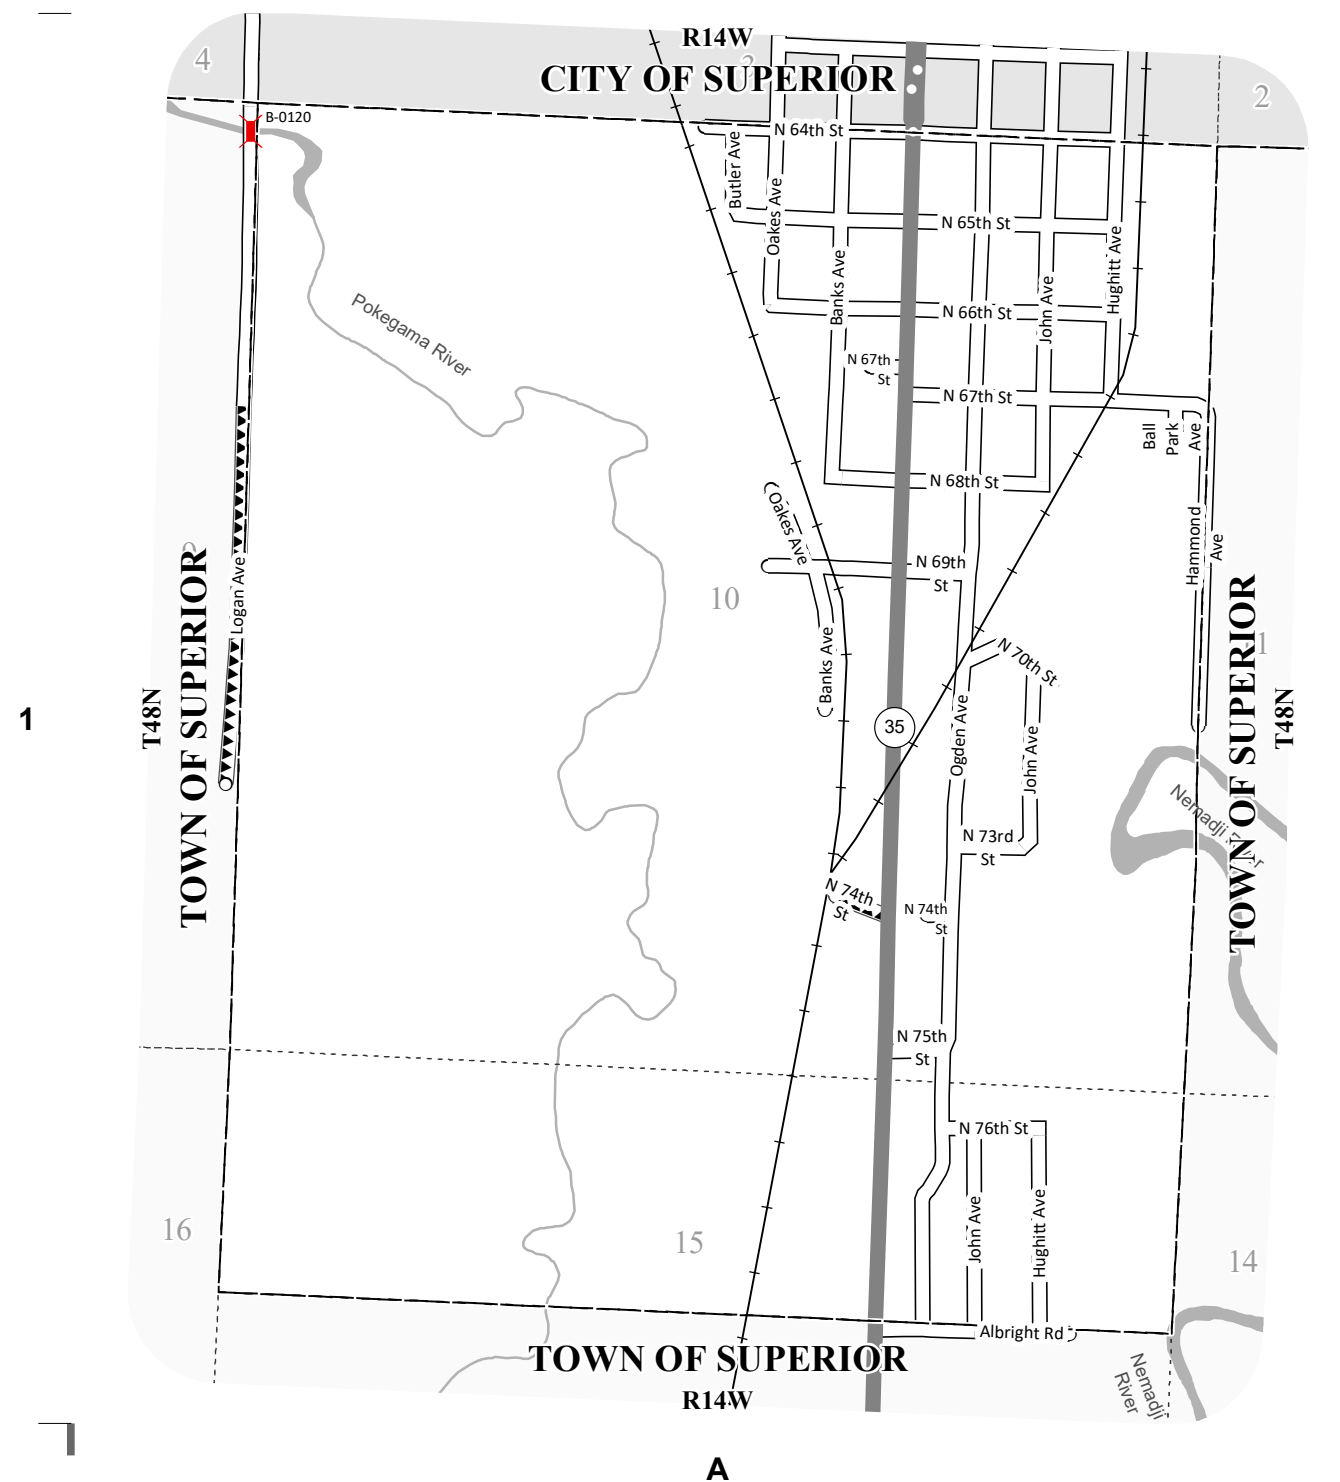 R14W
4
CITY OF SUPERIOR
2
B-0120
N 64th St
Butler Ave
Oakes Ave
N 65th St
Hughitt Ave
Banks Ave
John Ave
Pokegama River
N 66th St
N 67th
St
N 67th St
Ball
Park
Ave
N 68th St
Oakes Ave
Hammond
Ave
N 69th
St
Logan Ave
10
Banks Ave
N 70th St
TOWN OF SUPERIOR
T48N
1
35
Ogden Ave
John Ave
TOWN OF SUPERIOR
T48N
Nemadji River
N 73rd
St
N 74th
St
N 74th
St
N 75th
St
N 76th St
16
15
John Ave
Hughitt Ave
14
Albright Rd
TOWN OF SUPERIOR
R14W
Nemadji
River
A